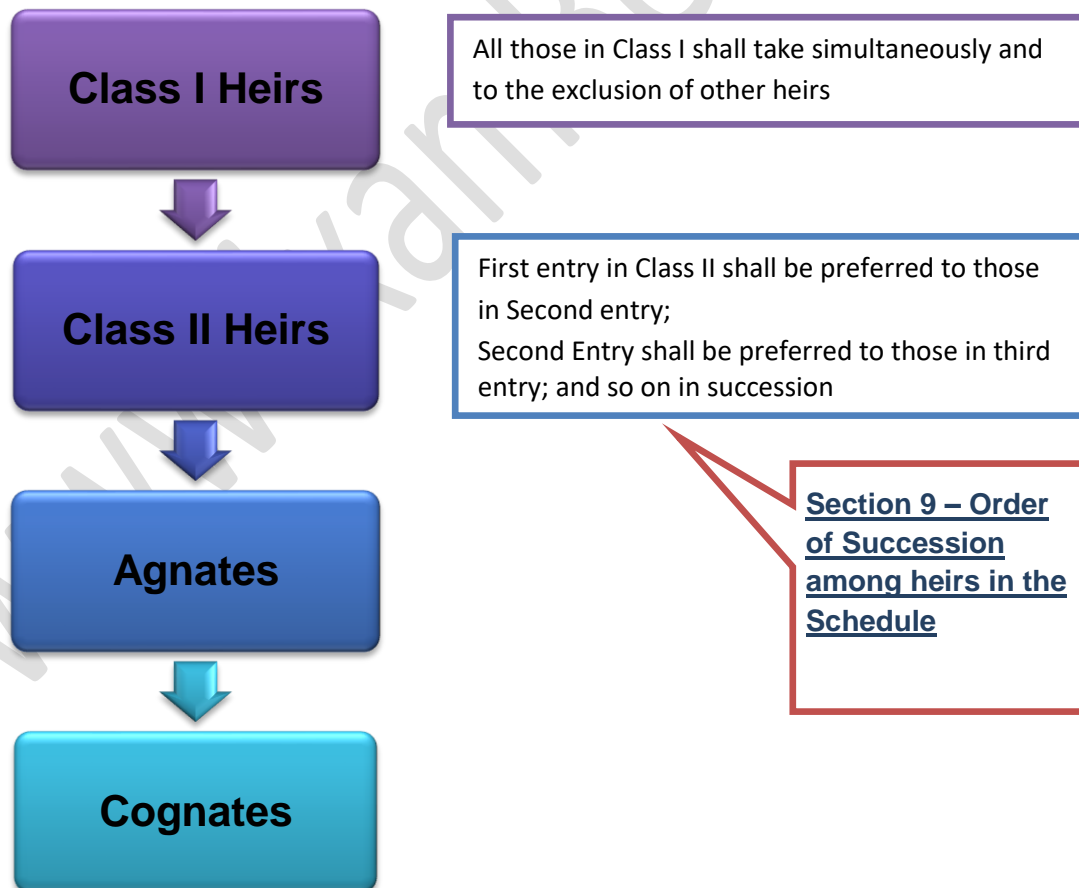 Class I Heirs
All those in Class I shall take simultaneously and
to the exclusion of other heirs
Class II Heirs
First entry in Class II shall be preferred to those
in Second entry;
Second Entry shall be preferred to those in third
entry; and so on in succession
Section 9 – Order
of Succession
among heirs in the
Schedule
Agnates
Cognates